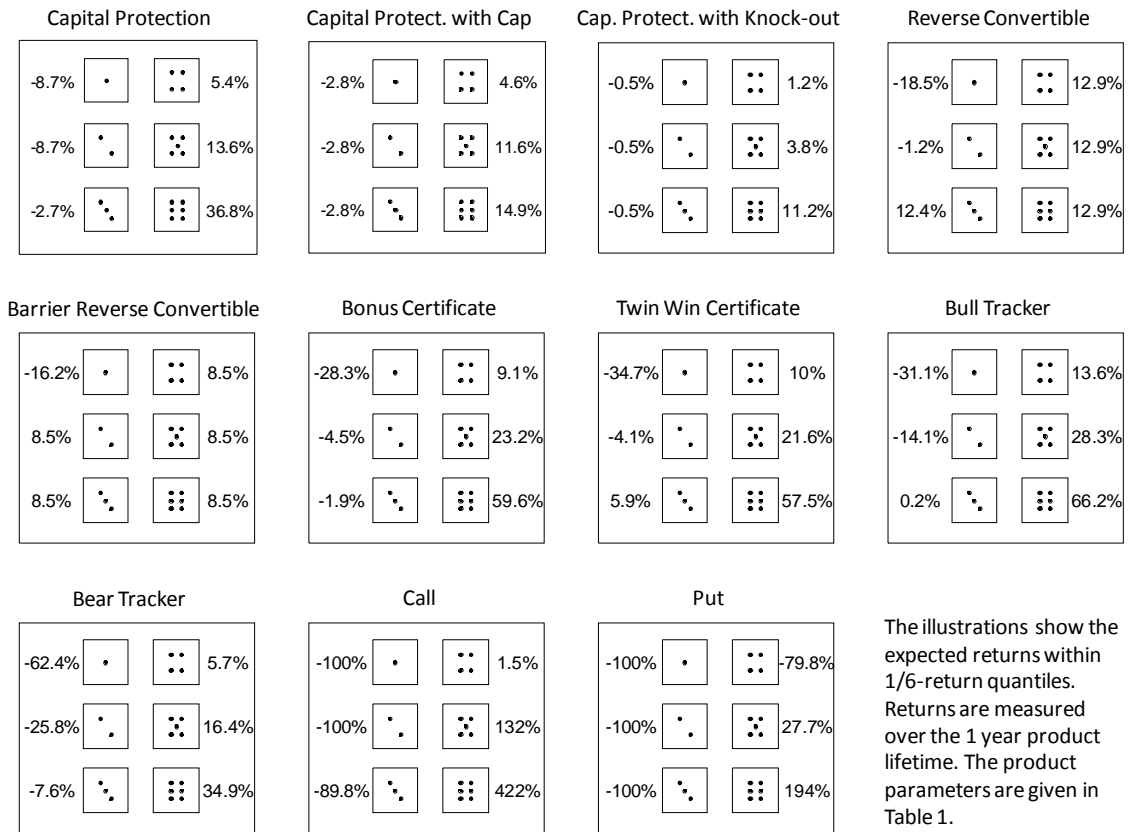 Capital Protection
Capital Protect. with Cap
Cap. Protect. with Knock-out
Reverse Convertible
-8.7% 5.4%
-8.7% 13.6%
-2.7% 36.8%
-2.8% 4.6%
-2.8% 11.6%
-2.8% 14.9%
-0.5% 1.2%
-0.5% 3.8%
-0.5% 11.2%
-18.5% 12.9%
-1.2% 12.9%
12.4% 12.9%
Barrier Reverse Convertible
Bonus Certificate
Twin Win Certificate
Bull Tracker
-16.2% 8.5%
8.5% 8.5%
8.5% 8.5%
-28.3% 9.1%
-4.5% 23.2%
-1.9% 59.6%
-34.7% 10%
-4.1% 21.6%
5.9% 57.5%
-31.1% 13.6%
-14.1% 28.3%
0.2% 66.2%
Bear Tracker
Call
Put
-62.4% 5.7%
-25.8% 16.4%
-7.6% 34.9%
-100% 1.5%
-100% 132%
-89.8% 422%
-100% -79.8%
-100% 27.7%
-100% 194%
The illustrations show the
expected returns within
1/6-return quantiles.
Returns are measured
over the 1 year product
lifetime. The product
parameters are given in
Table 1.